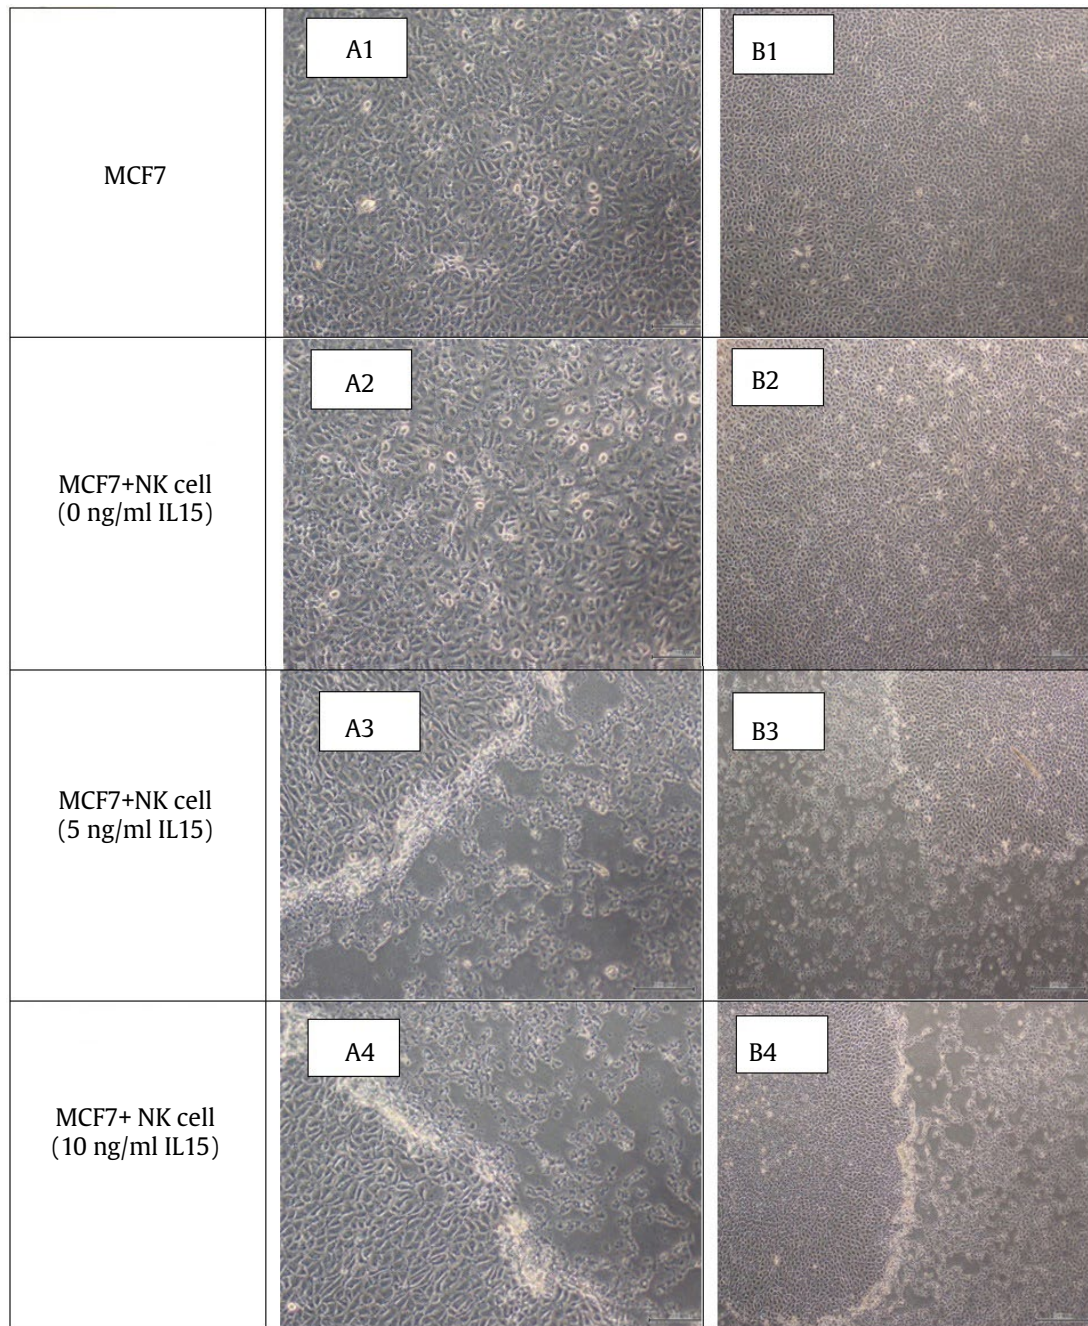 MCF7
A1
B1
MCF7+NK cell
(0 ng/ml IL15)
A2
B2
MCF7+NK cell
(5 ng/ml IL15)
A3
B3
MCF7+ NK cell
(10 ng/ml IL15)
A4
B4